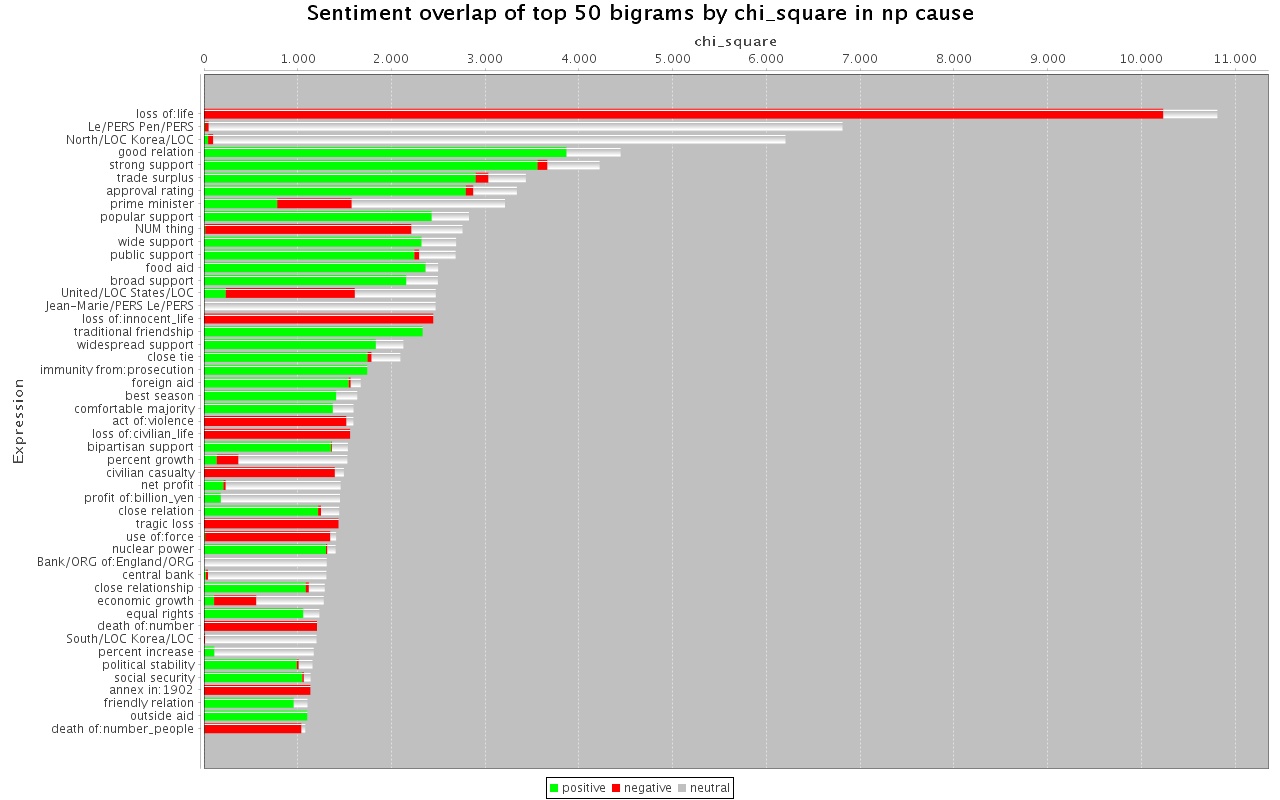 Sentiment overlap of top 50 bigrams by chi_square in np cause
chi_square
0 1.000 2.000 3.000 4.000 5.000 6.000 7.000 8.000 9.000 10.000 11.000
Expression
loss of:life
Le/PERS Pen/PERS
North/LOC Korea/LOC
good relation
strong support
trade surplus
approval rating
prime minister
popular support
NUM thing
wide support
public support
food aid
broad support
United/LOC States/LOC
Jean-Marie/PERS Le/PERS
loss of:innocent_life
traditional friendship
widespread support
close tie
immunity from:prosecution
foreign aid
best season
comfortable majority
act of:violence
loss of:civilian_life
bipartisan support
percent growth
civilian casualty
net profit
profit of:billion_yen
close relation
tragic loss
use of:force
nuclear power
Bank/ORG of:England/ORG
central bank
close relationship
economic growth
equal rights
death of:number
South/LOC Korea/LOC
percent increase
political stability
social security
annex in:1902
friendly relation
outside aid
death of:number_people
positive negative neutral